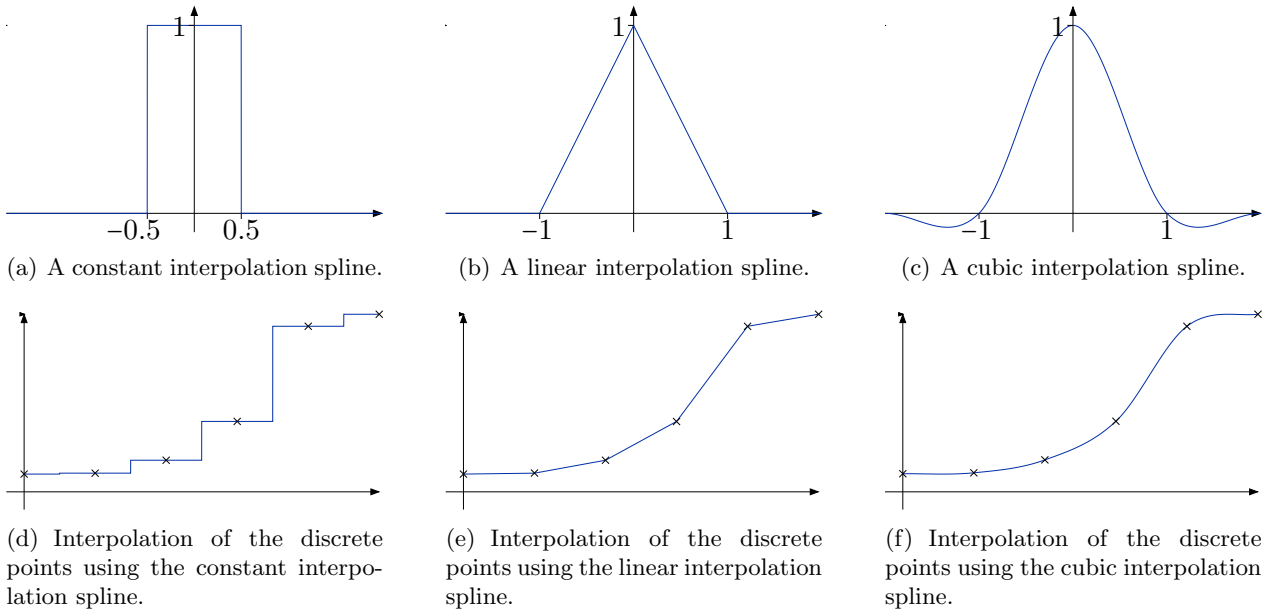 1
−0.5
0.5
(a) A constant interpolation spline.
1
−1
1
(b) A linear interpolation spline.
1
−1
1
(c) A cubic interpolation spline.
(d) Interpolation of the discrete
points using the constant interpo-
lation spline.
(e) Interpolation of the discrete
points using the linear interpolation
spline.
(f) Interpolation of the discrete
points using the cubic interpolation
spline.